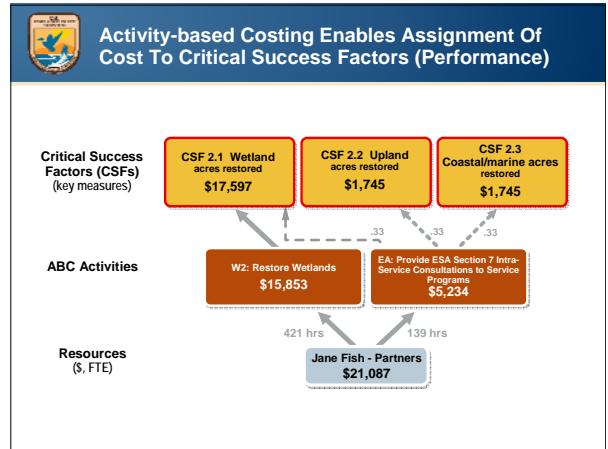 Activity-based Costing Enables Assignment Of
Cost To Critical Success Factors (Performance)
Critical Success
Factors (CSFs)
(key measures)
CSF 2.1 Wetland
acres restored
$17,597
CSF 2.2 Upland
acres restored
$1,745
CSF 2.3
Coastal/marine acres
restored
$1,745
.33
.33
.33
ABC Activities
W2: Restore Wetlands
$15,853
EA: Provide ESA Section 7 Intra-
Service Consultations to Service
Programs
$5,234
421 hrs
139 hrs
Resources
($, FTE)
Jane Fish - Partners
$21,087